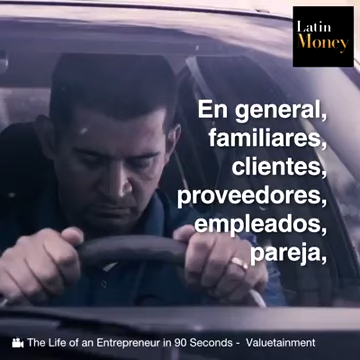 Latin
Money
En general,
familiares,
clientes,
proveedores,
empleados,
pareja,
The Life of an Entrepreneur in 90 Seconds - Valuetainment